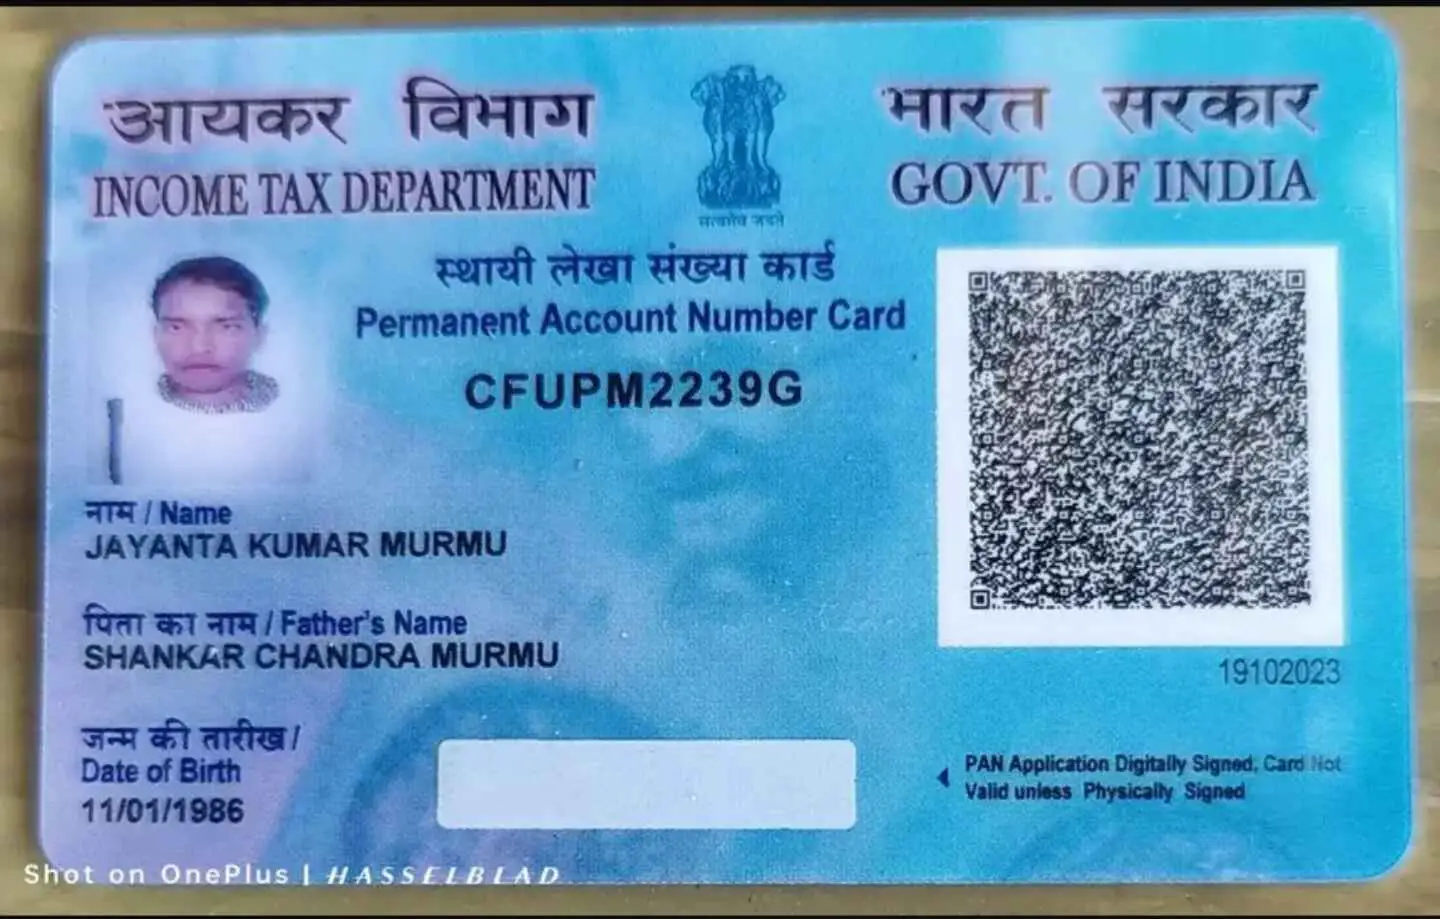 आयकर विभाग
INCOME TAX DEPARTMENT
सत्यमेव जयते
भारत सरकार
GOVT. OF INDIA
स्थायी लेखा संख्या कार्ड
Permanent Account Number Card
CFUPM2239G
नाम / Name
JAYANTA KUMAR MURMU
पिता का नाम / Father's Name
SHANKAR CHANDRA MURMU
19102023
जन्म की तारीख /
Date of Birth
11/01/1986
PAN Application Digitally Signed, Card Not
Valid unless Physically Signed
Shot on OnePlus | HASSELBLAD